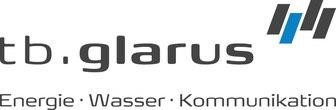 tb.glarus
Energie · Wasser · Kommunikation